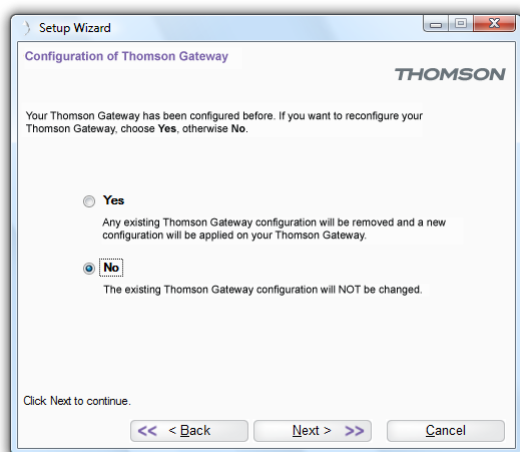 Setup Wizard
Configuration of Thomson Gateway
THOMSON
Your Thomson Gateway has been configured before. If you want to reconfigure your
Thomson Gateway, choose Yes, otherwise No.
Yes
Any existing Thomson Gateway configuration will be removed and a new
configuration will be applied on your Thomson Gateway.
No
The existing Thomson Gateway configuration will NOT be changed.
Click Next to continue.
<< < Back
Next > >>
Cancel